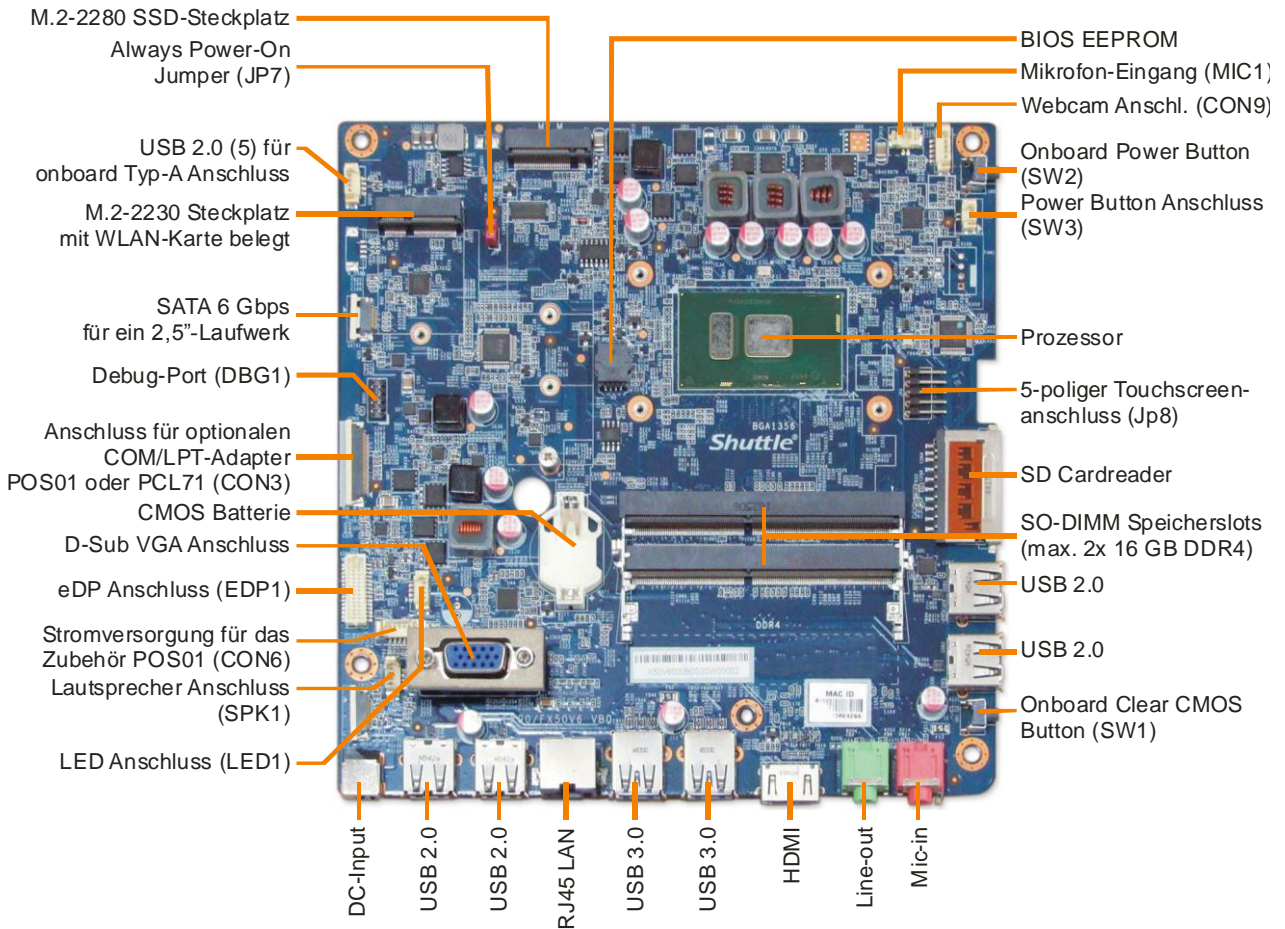 M.2-2280 SSD-Steckplatz
Always Power-On
Jumper (JP7)
USB 2.0 (5) für
onboard Typ-A Anschluss
M.2-2230 Steckplatz
mit WLAN-Karte belegt
SATA 6 Gbps
für ein 2,5”-Laufwerk
Debug-Port (DBG1)
Anschluss für optionalen
COM/LPT-Adapter
POS01 oder PCL71 (CON3)
CMOS Batterie
D-Sub VGA Anschluss
eDP Anschluss (EDP1)
Stromversorgung für das
Zubehör POS01 (CON6)
Lautsprecher Anschluss
(SPK1)
LED Anschluss (LED1)
BIOS EEPROM
Mikrofon-Eingang (MIC1)
Webcam Anschl. (CON9)
Onboard Power Button
(SW2)
Power Button Anschluss
(SW3)
Prozessor
5-poliger Touchscreen-
anschluss (Jp8)
SD Cardreader
SO-DIMM Speicherslots
(max. 2x 16 GB DDR4)
USB 2.0
USB 2.0
Onboard Clear CMOS
Button (SW1)
BGA1356
Shuttle
DDR4
MAC ID
DC-Input
USB 2.0
USB 2.0
RJ45 LAN
USB 3.0
USB 3.0
HDMI
Line-out
Mic-in